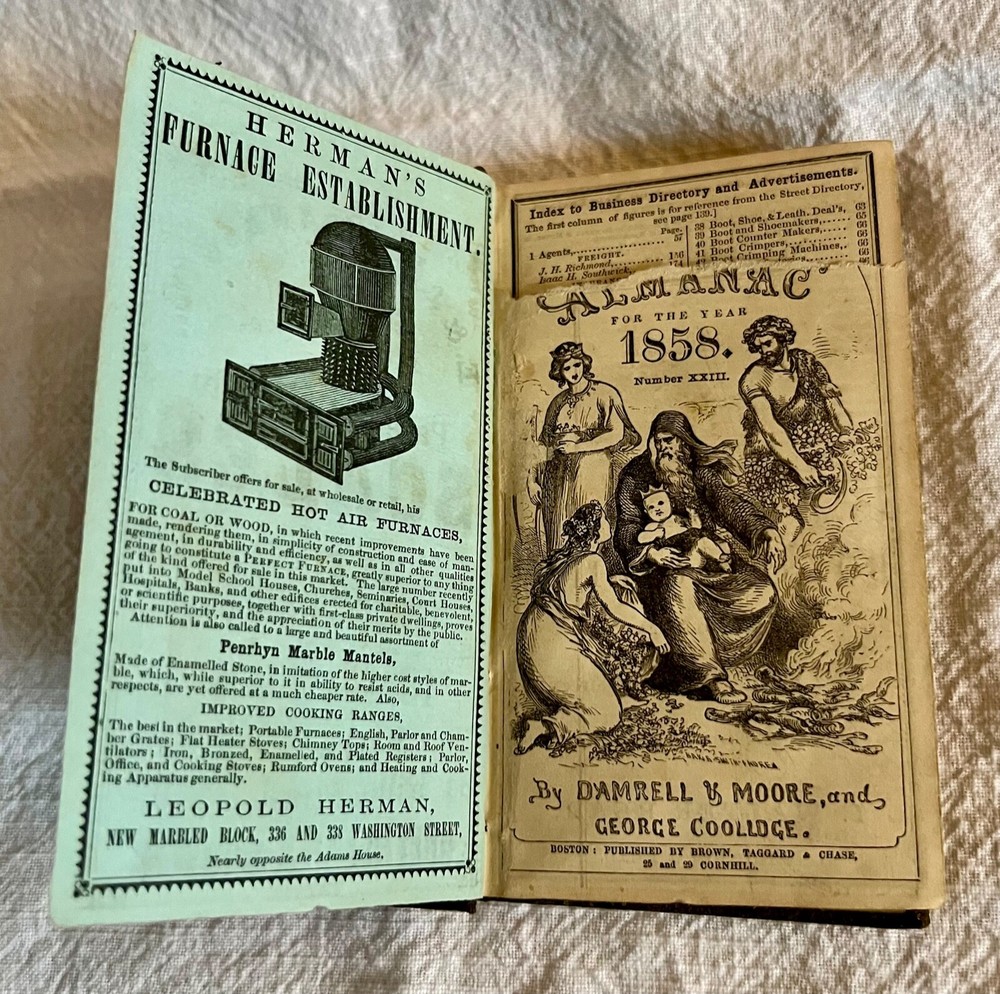 HERMAN'S
FURNACE ESTABLISHMENT.
The Subscriber offers for sale, at wholesale or retail, his
CELEBRATED HOT AIR FURNACES,
FOR COAL OR WOOD, in which recent improvements have been
made, rendering them, in simplicity of construction and ease of man-
agement, in durability and efficiency, as well as in all other qualities
going to constitute a PERFECT FURNACE, greatly superior to any thing
of the kind offered for sale in this market. The large number recently
put into Model School Houses, Churches, Seminaries, Court Houses,
Hospitals, Banks, and other edifices erected for charitable, benevolent,
or scientific purposes, together with first-class private dwellings, proves
their superiority, and the appreciation of their merits by the public.
Attention is also called to a large and beautiful assortment of
Penrhyn Marble Mantels,
Made of Enamelled Stone, in imitation of the higher cost styles of mar-
ble, which, while superior to it in ability to resist acids, and in other
respects, are yet offered at a much cheaper rate. Also,
IMPROVED COOKING RANGES,
The best in the market; Portable Furnaces; English, Parlor and Cham-
ber Grates; Flat Heater Stoves; Chimney Tops; Room and Roof Ven-
tilators; Iron, Bronzed, Enamelled, and Plated Registers; Parlor,
Office, and Cooking Stoves; Rumford Ovens; and Heating and Cook-
ing Apparatus generally.
LEOPOLD HERMAN,
NEW MARBLED BLOCK, 336 AND 338 WASHINGTON STREET,
Nearly opposite the Adams House.
Index to Business Directory and Advertisements.
The first column of figures is for reference from the Street Directory,
see page 139.]
Page.
1 Agents, 57
FREIGHT.
J. H. Richmond, 186
Isaac H. Southwick, 174
38 Boot, Shoe, & Leath. Deal's, 63
39 Boot and Shoemakers, 65
40 Boot Counter Makers, 66
41 Boot Crimpers, 66
42 Boot Crimping Machines, 66
ALMANAC
FOR THE YEAR
1858.
Number XXIII.
By DAMRELL & MOORE, and
GEORGE COOLIDGE.
BOSTON: PUBLISHED BY BROWN, TAGGARD & CHASE,
25 and 29 CORNHILL.